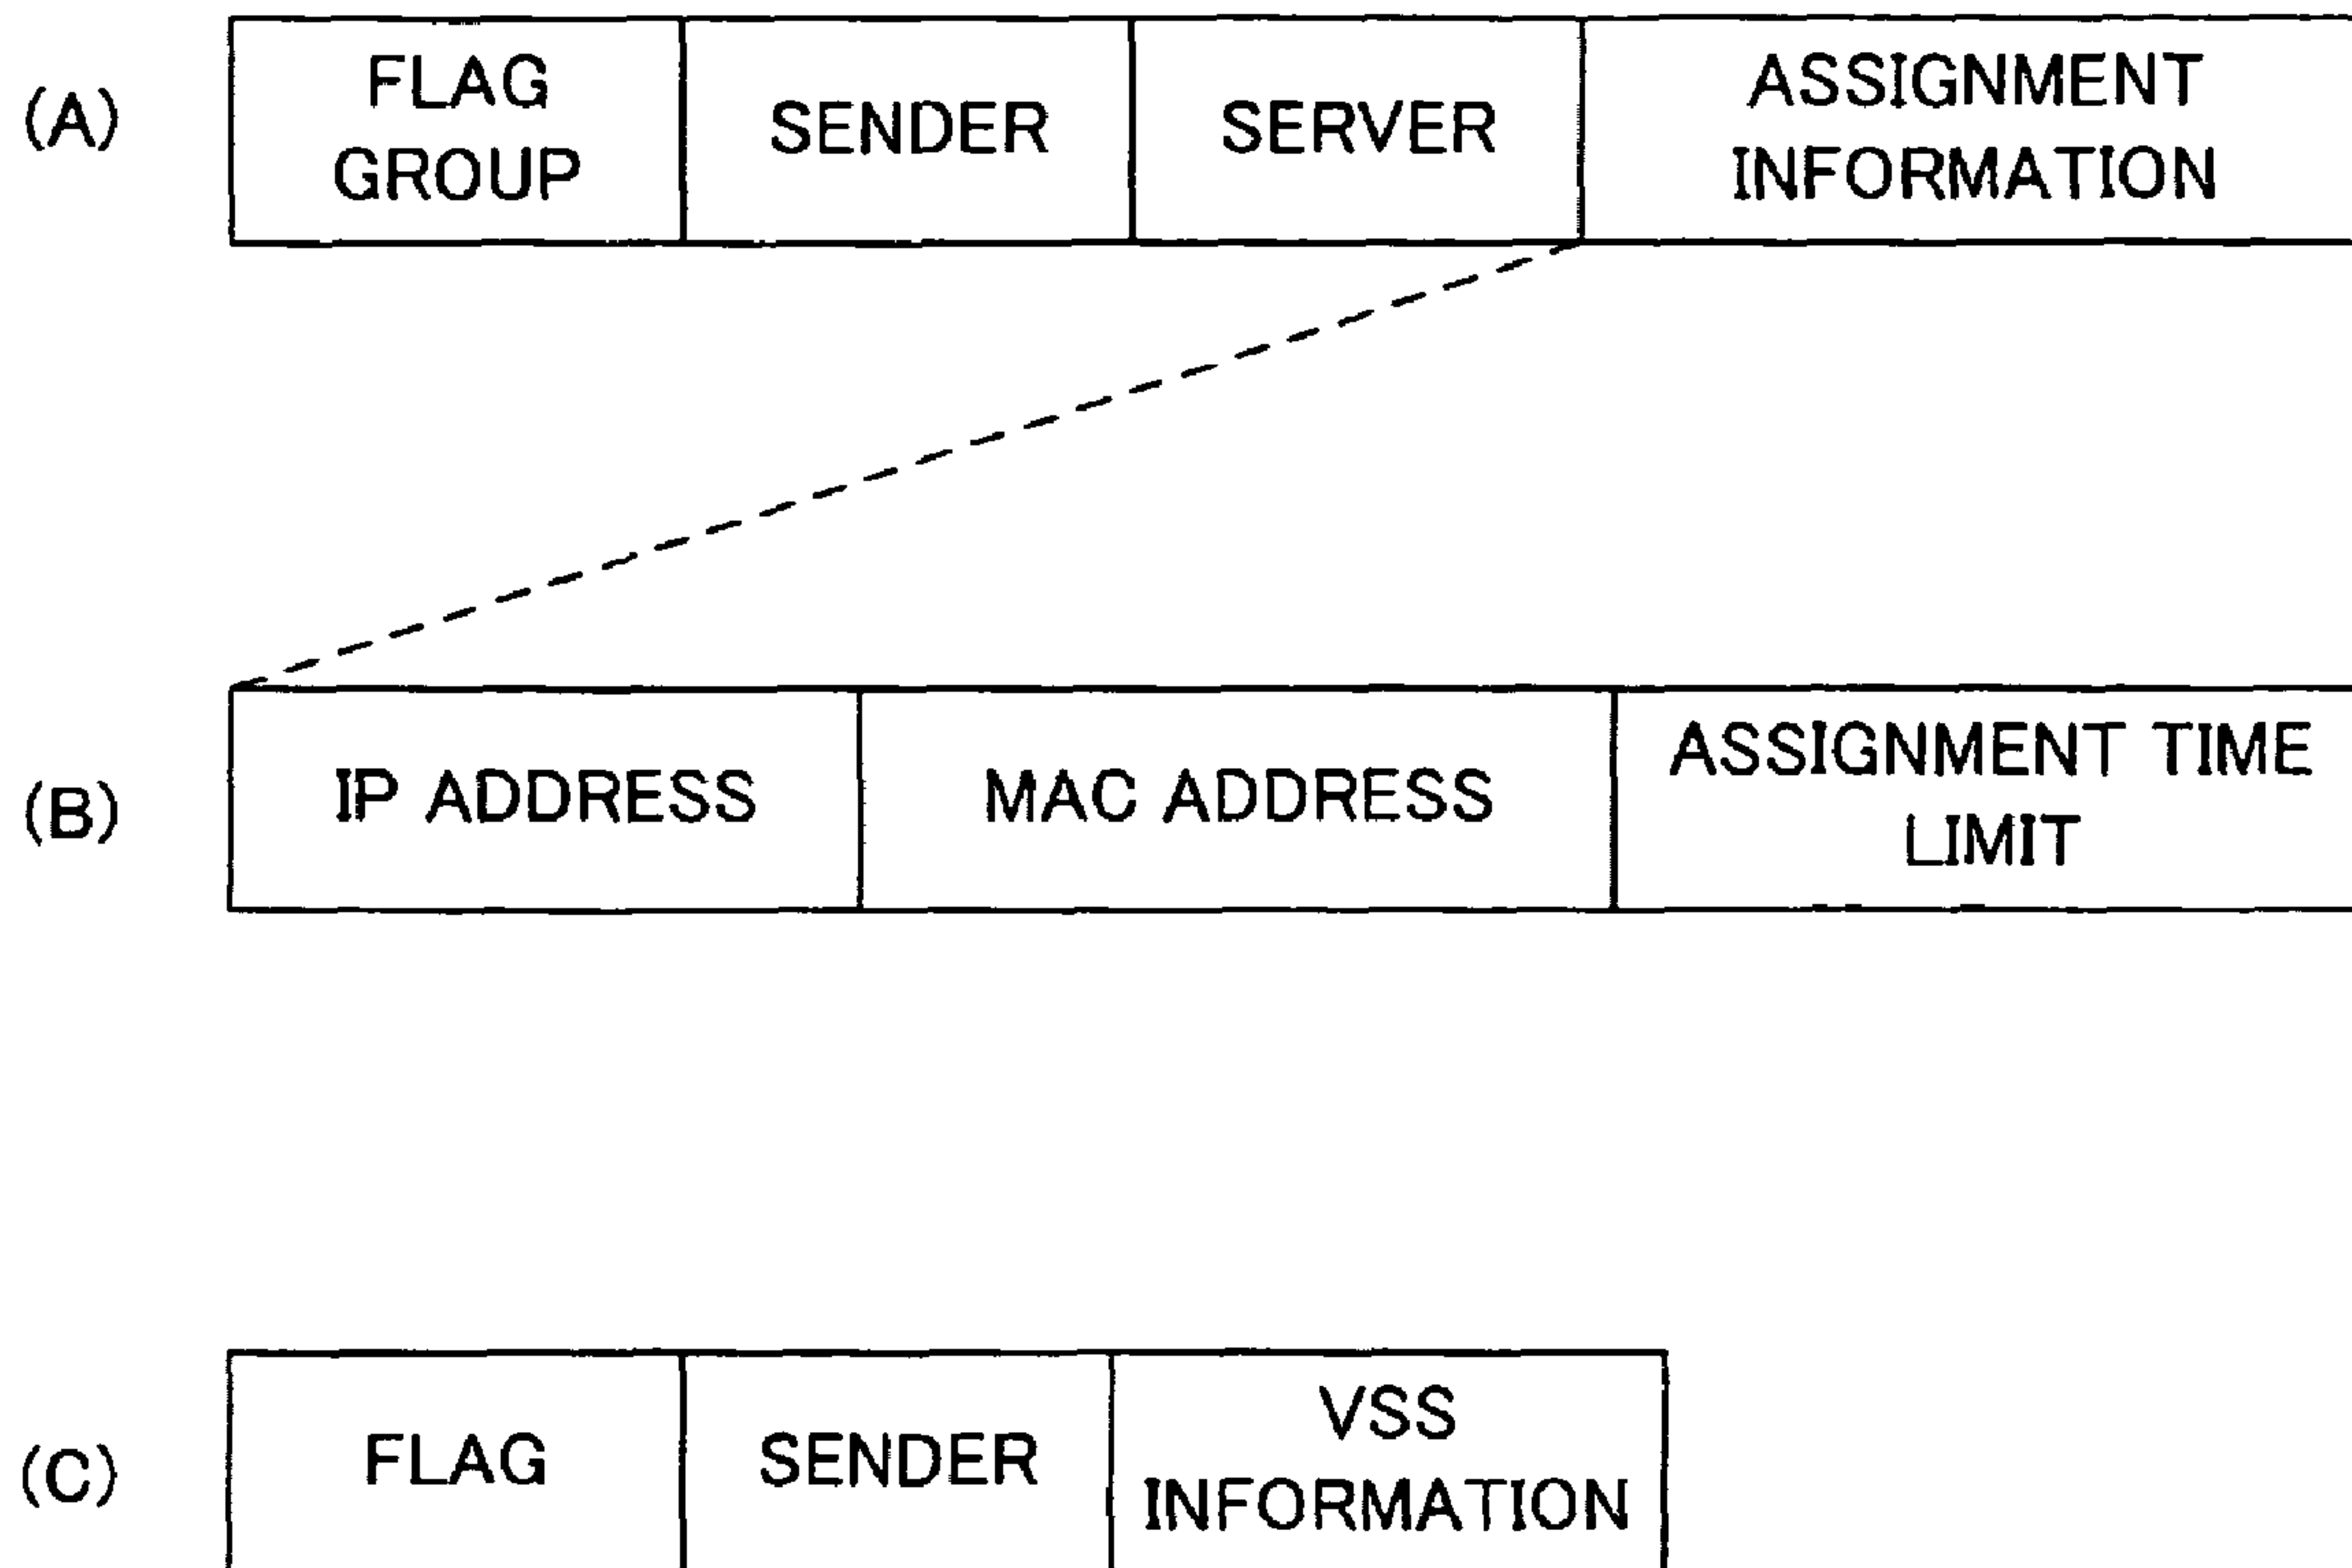 (A)
FLAG
GROUP
SENDER
SERVER
ASSIGNMENT
INFORMATION
(B)
IP ADDRESS
MAC ADDRESS
ASSIGNMENT TIME
LIMIT
(C)
FLAG
SENDER
VSS
INFORMATION